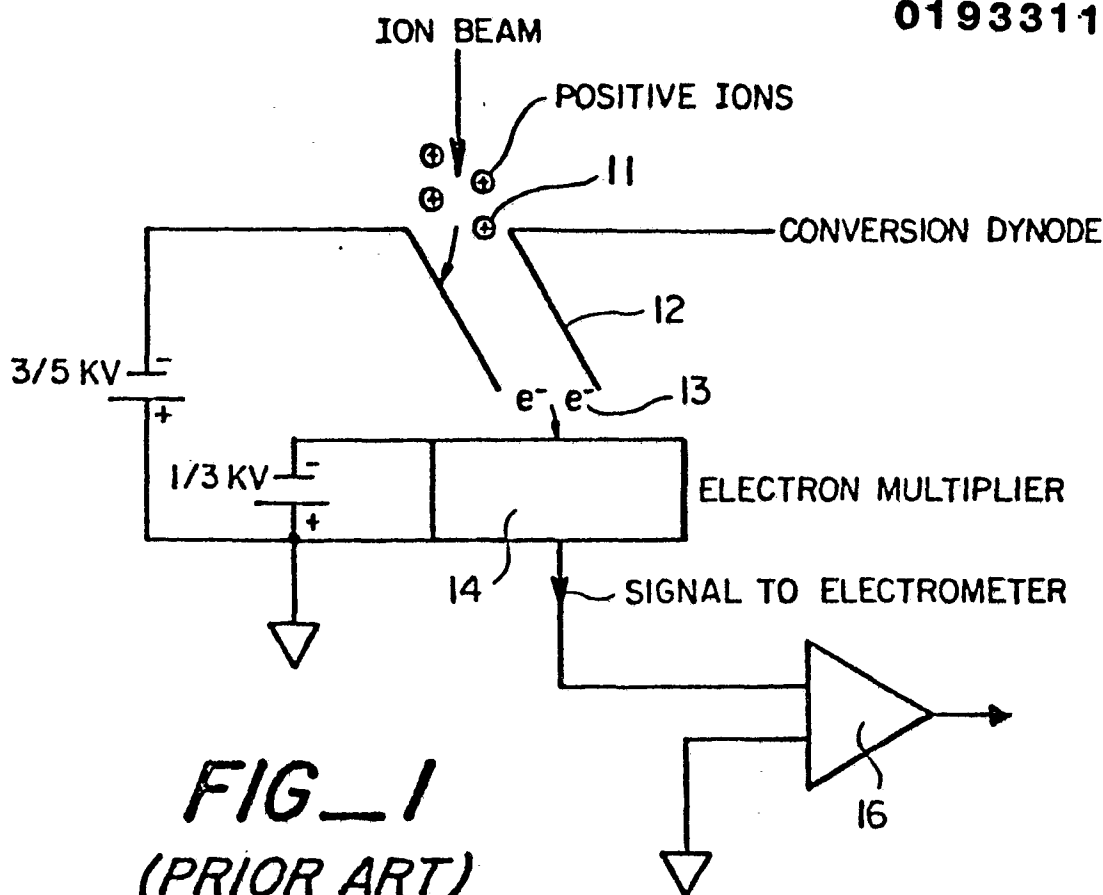 0193311
ION BEAM
POSITIVE IONS
11
CONVERSION DYNODE
12
3/5 KV
-
+
e- e-
13
1/3 KV
-
+
ELECTRON MULTIPLIER
14
SIGNAL TO ELECTROMETER
16
FIG_1
(PRIOR ART)